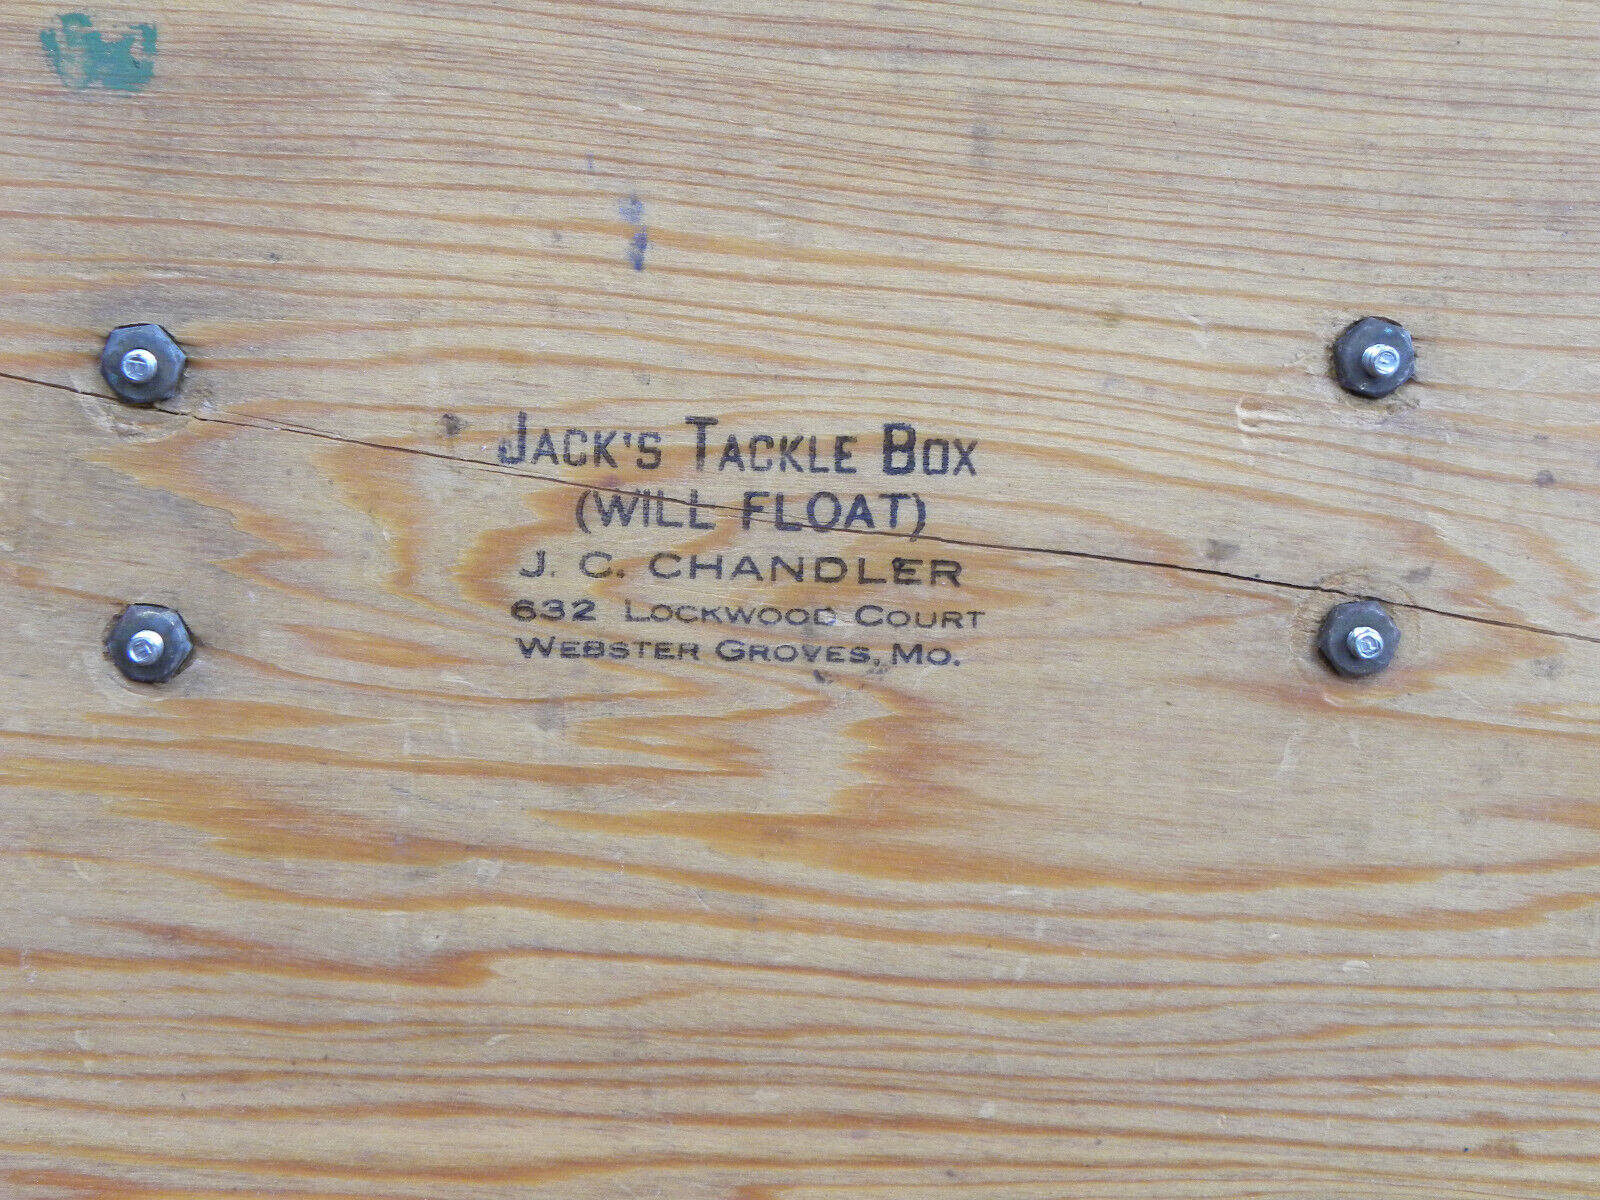 Jack's Tackle Box
(WILL FLOAT)
J. C. CHANDLER
632 Lockwood Court
Webster Groves, Mo.